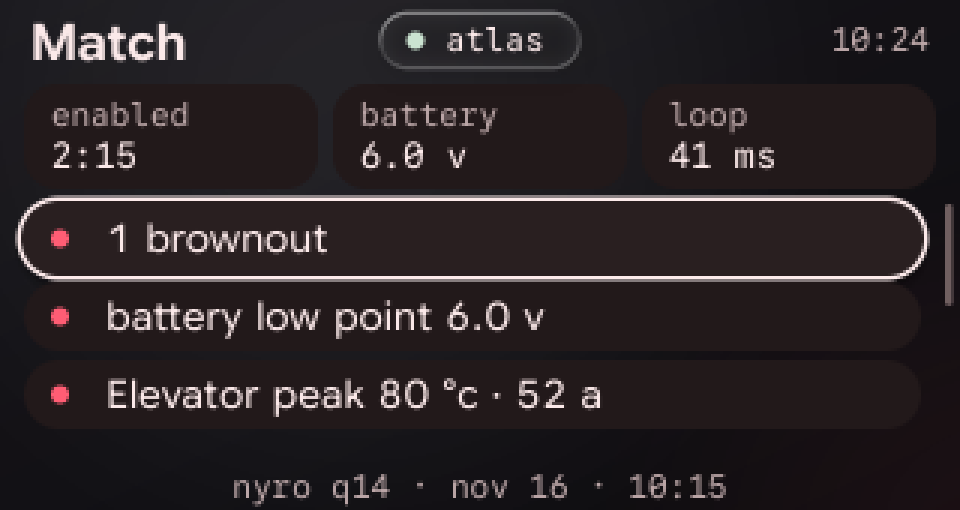 Match atlas 10:24
enabled battery loop
2:15 6.0 v 41 ms
1 brownout
battery low point 6.0 v
Elevator peak 80 °c · 52 a
nyro q14 · nov 16 · 10:15